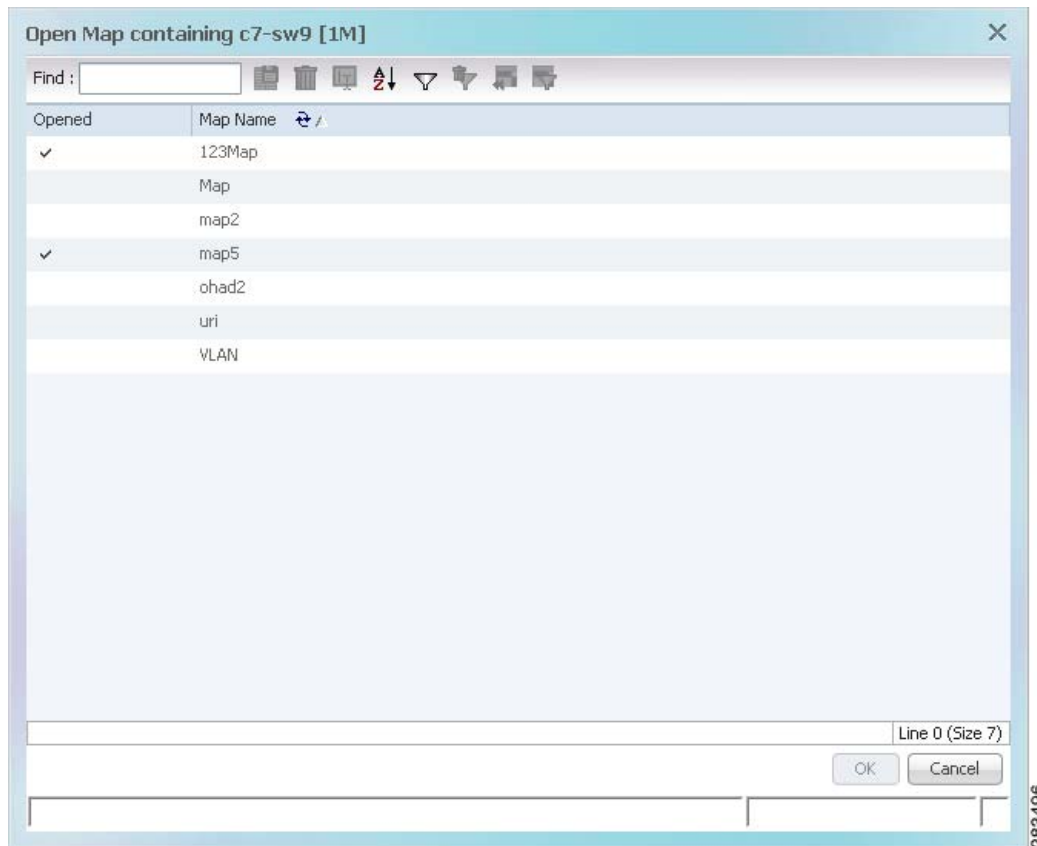 Open Map containing c7-sw9 [1M]
Find :
Opened Map Name
123Map
Map
map2
map5
ohad2
uri
VLAN
Line 0 (Size 7)
OK Cancel